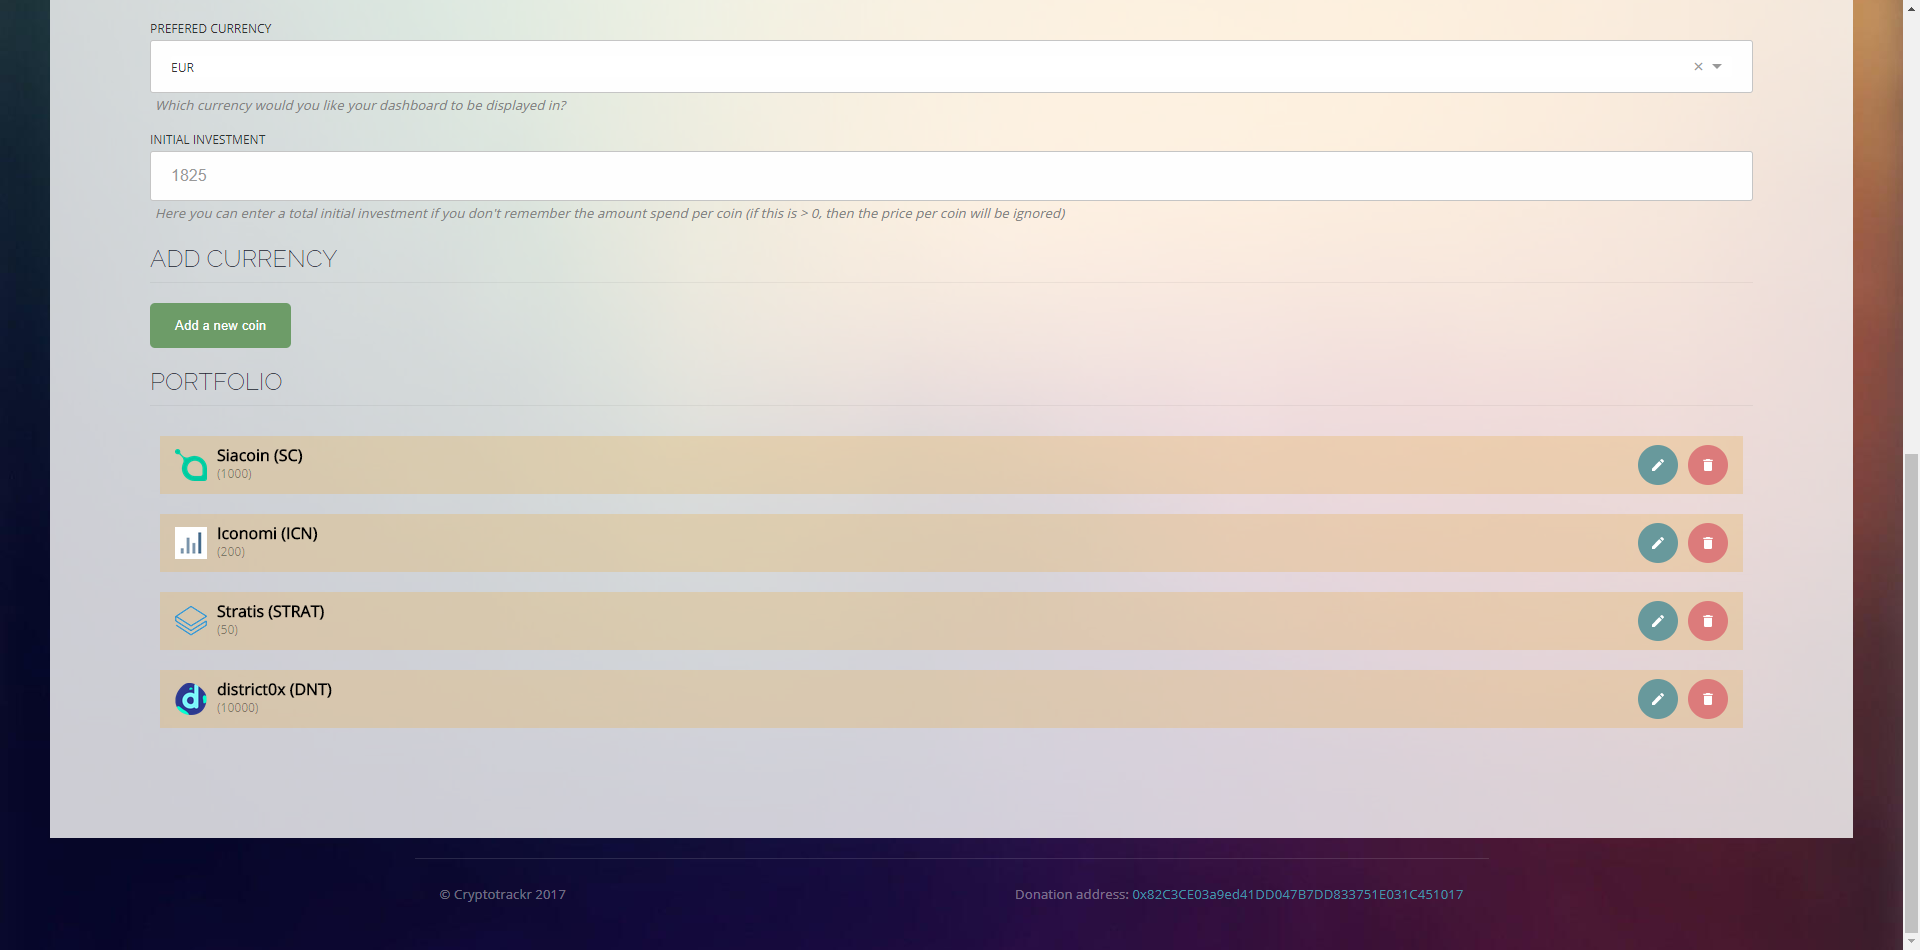 PREFERED CURRENCY
EUR
Which currency would you like your dashboard to be displayed in?
INITIAL INVESTMENT
1825
Here you can enter a total initial investment if you don't remember the amount spend per coin (if this is > 0, then the price per coin will be ignored)
ADD CURRENCY
Add a new coin
PORTFOLIO
Siacoin (SC)
(1000)
Iconomi (ICN)
(200)
Stratis (STRAT)
(50)
district0x (DNT)
(10000)
© Cryptotrackr 2017
Donation address: 0x82C3CE03a9ed41DD047B7DD833751E031C451017